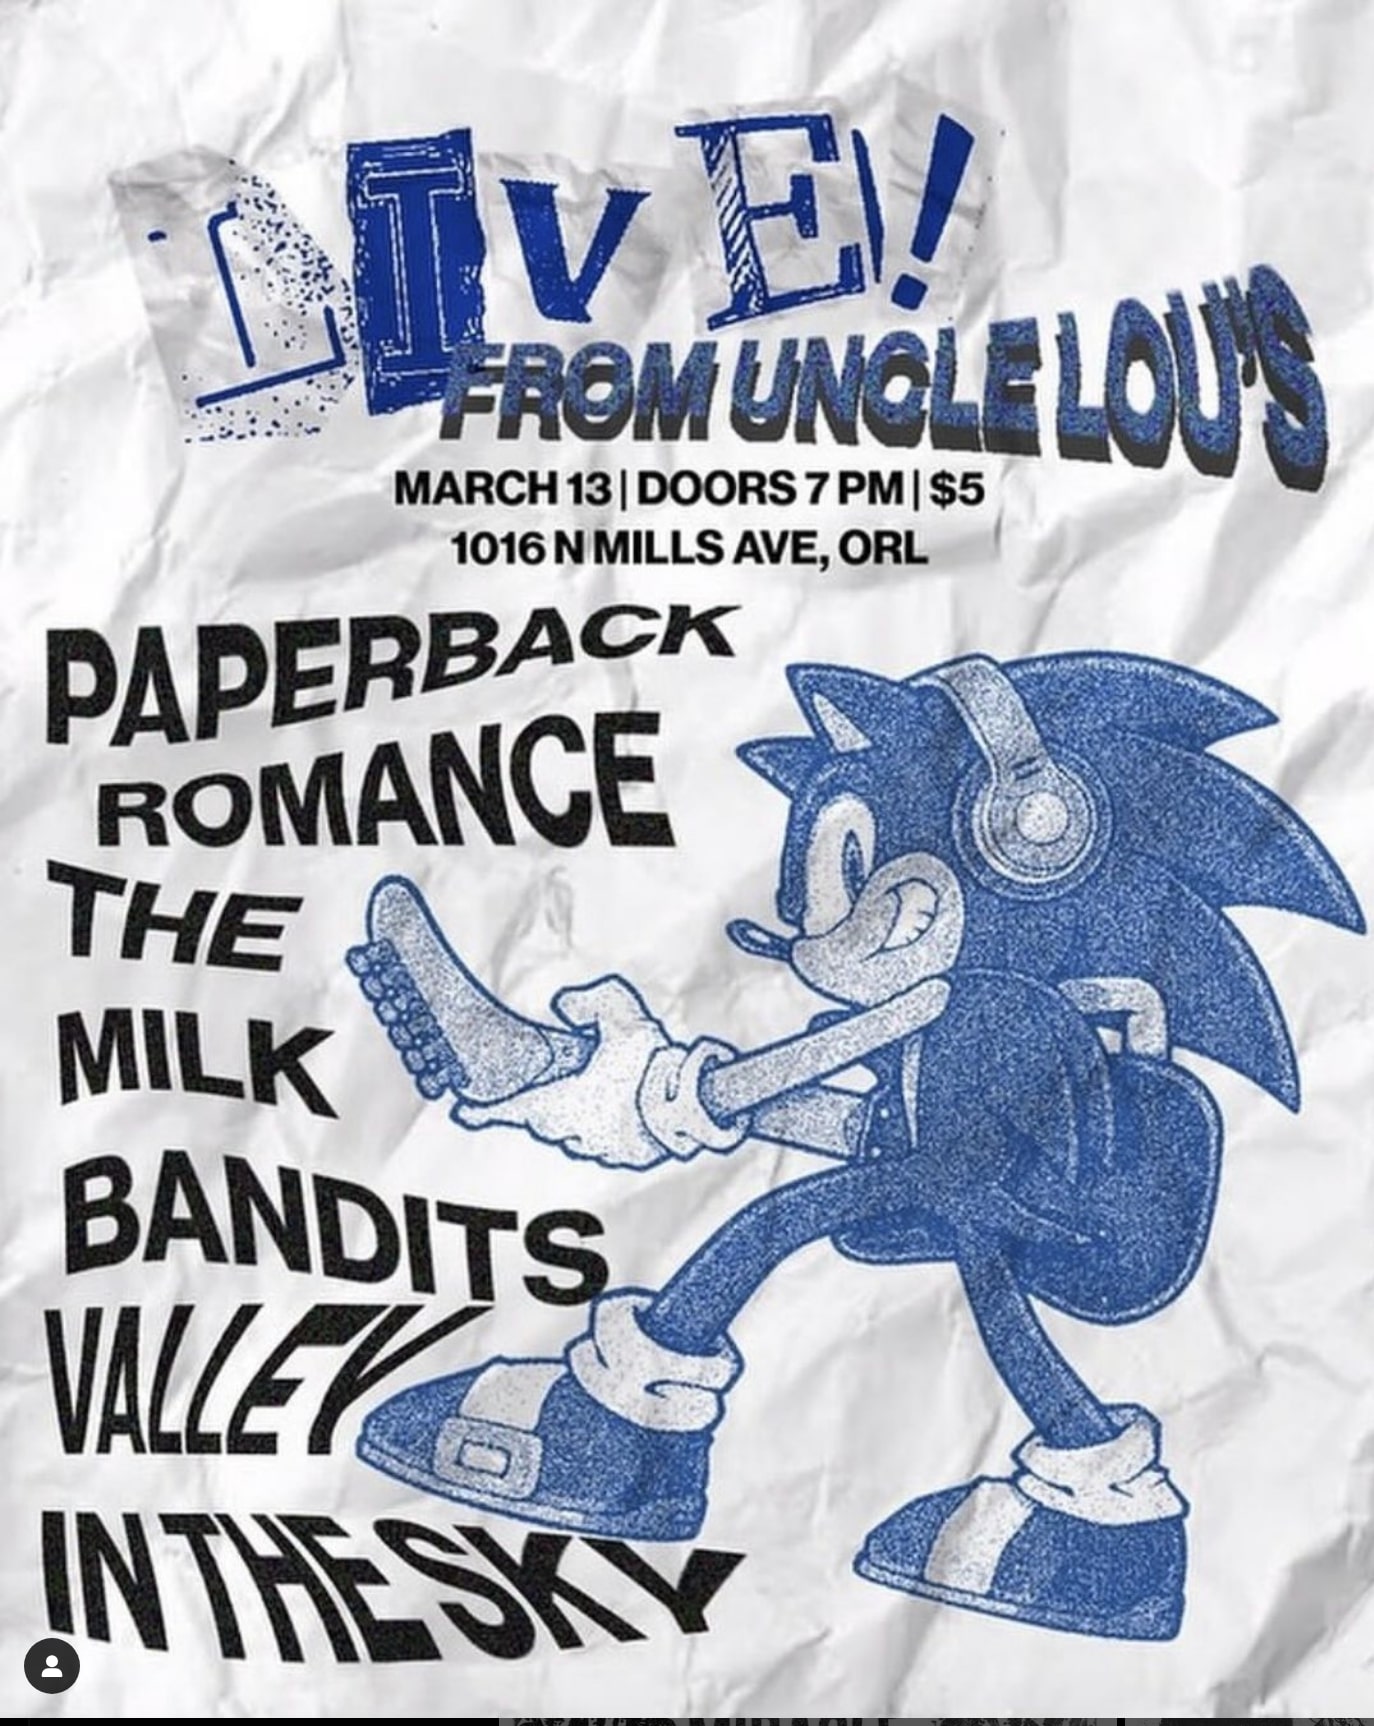 LIVE!
FROM UNCLE LOU'S
MARCH 13 | DOORS 7 PM | $5
1016 N MILLS AVE, ORL
PAPERBACK
ROMANCE
THE
MILK
BANDITS
VALLEY
IN THE SKY